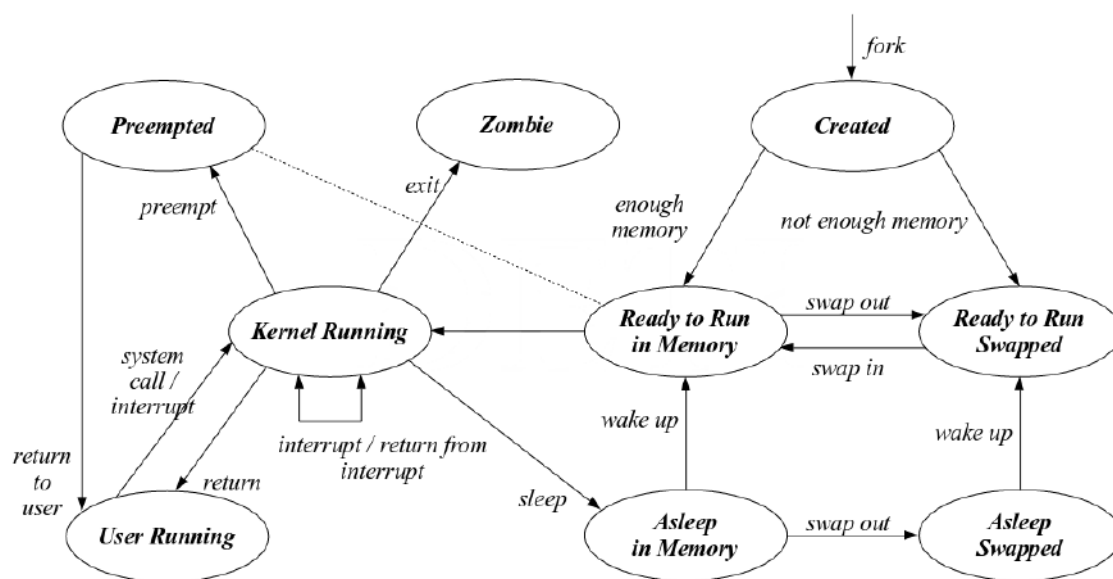 fork
Preempted
Zombie
Created
exit
preempt
enough
memory
not enough memory
Kernel Running
Ready to Run
in Memory
swap out
Ready to Run
Swapped
swap in
system
call /
interrupt
interrupt / return from
interrupt
wake up
wake up
return
to
user
return
sleep
User Running
Asleep
in Memory
swap out
Asleep
Swapped